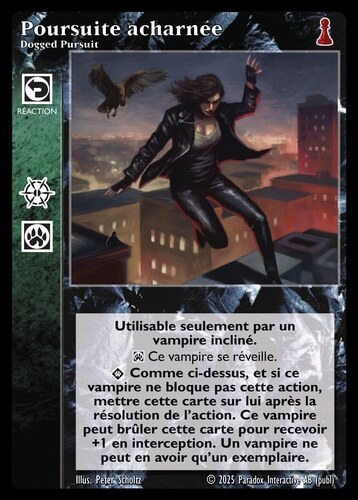 Poursuite acharnée
Dogged Pursuit
RÉACTION
Utilisable seulement par un
vampire incliné.
Ce vampire se réveille.
Comme ci-dessus, et si ce
vampire ne bloque pas cette action,
mettre cette carte sur lui après la
résolution de l'action. Ce vampire
peut brûler cette carte pour recevoir
+1 en interception. Un vampire ne
peut en avoir qu'un exemplaire.
Illus. Peter Scholtz © 2025 Paradox Interactive AB (publ)